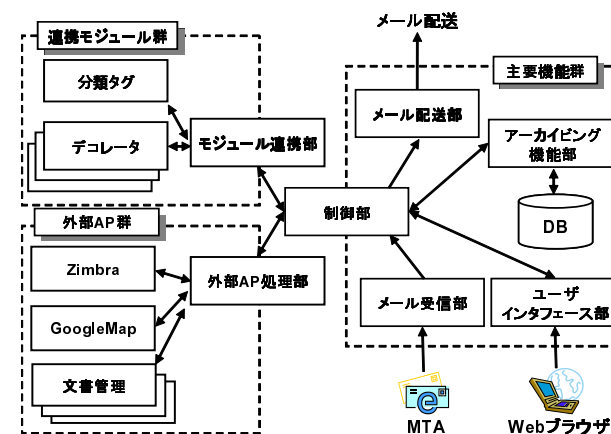 メール配送
連携モジュール群
主要機能群
分類タグ
メール配送部
デコレータ
モジュール連携部
アーカイビング
機能部
制御部
DB
外部AP群
Zimbra
外部AP処理部
メール受信部
ユーザ
インタフェース部
GoogleMap
文書管理
MTA
Webブラウザ